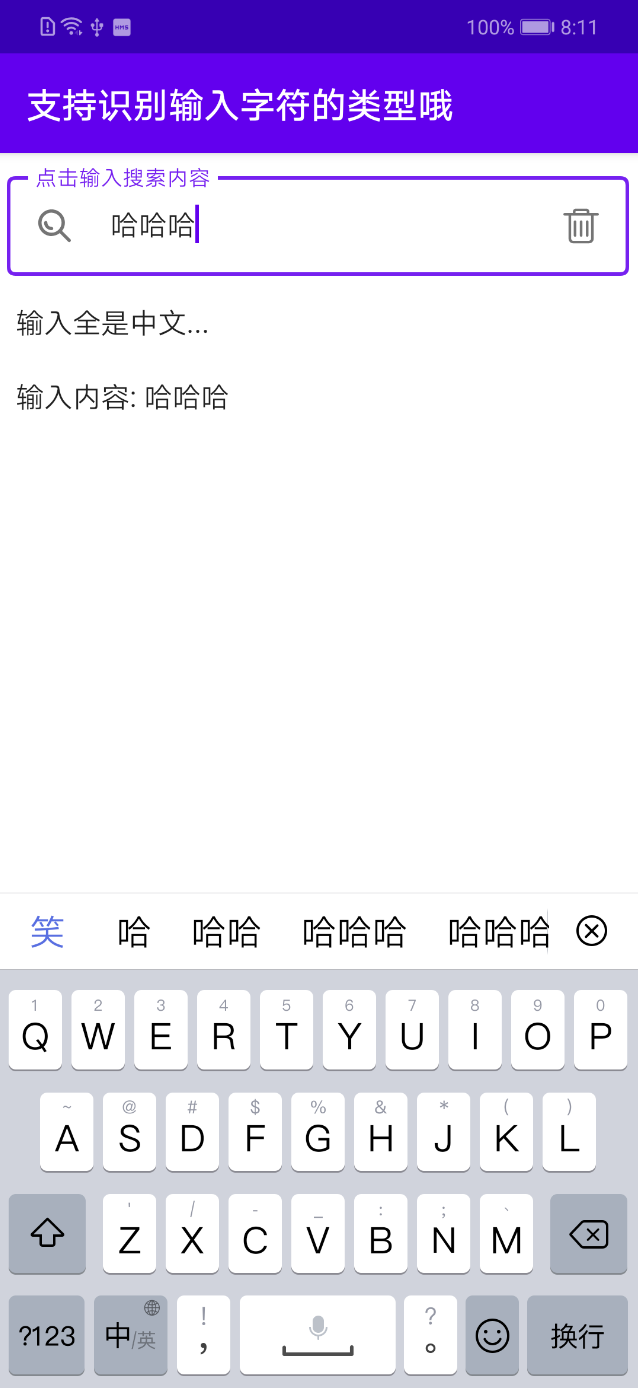 HMS 100% 8:11
支持识别输入字符的类型哦
点击输入搜索内容
哈哈哈
输入全是中文...
输入内容: 哈哈哈
笑 哈 哈哈 哈哈哈 哈哈哈
1 2 3 4 5 6 7 8 9 0
Q W E R T Y U I O P
~ @ # $ % & * ( )
A S D F G H J K L
' / - _ : ; 、
Z X C V B N M
! ?
?123 中/英 , 。 换行